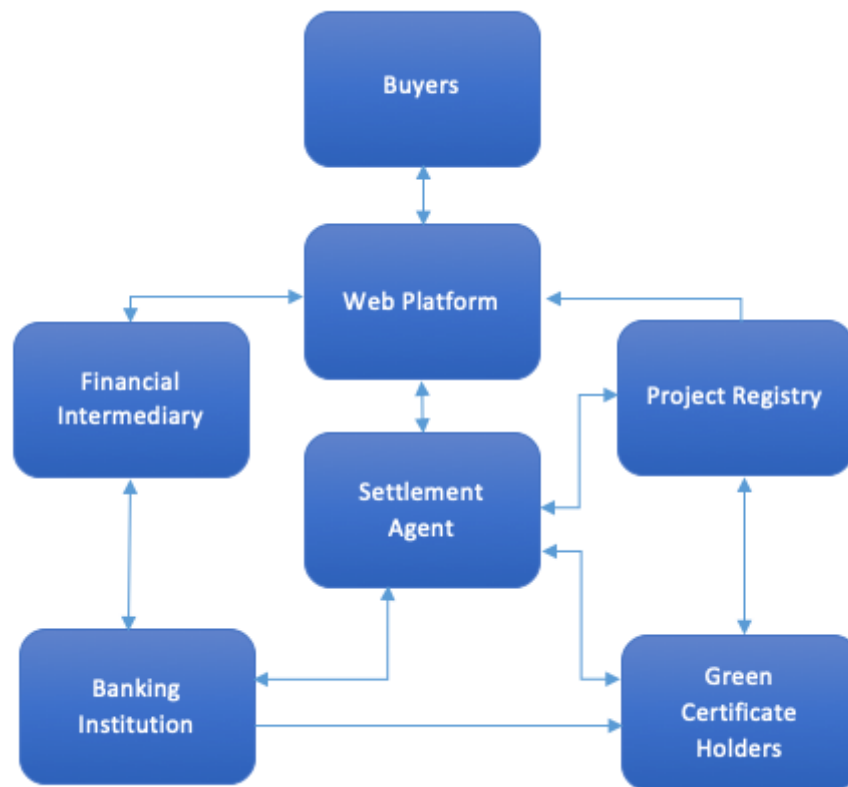 Buyers
Web Platform
Financial
Intermediary
Project Registry
Settlement
Agent
Banking
Institution
Green
Certificate
Holders